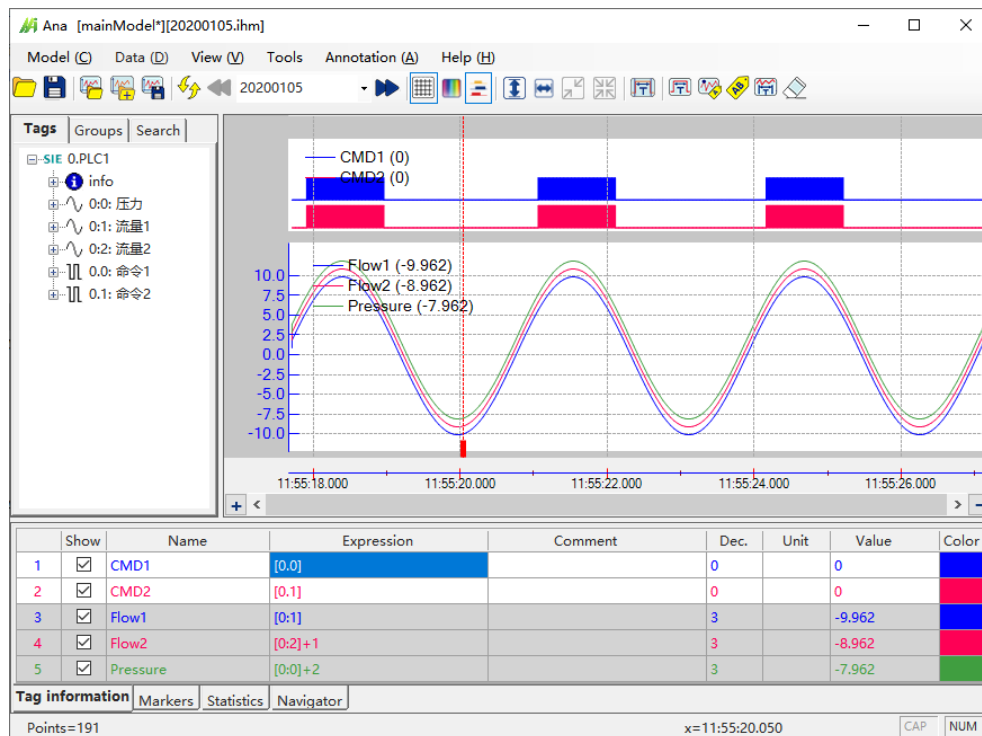 Ana [mainModel*][20200105.ihm]
Model (C) Data (D) View (V) Tools Annotation (A) Help (H)
20200105
Tags Groups Search
SIE 0.PLC1
info
0:0: 压力
0:1: 流量1
0:2: 流量2
0.0: 命令1
0.1: 命令2
CMD1 (0)
CMD2 (0)
Flow1 (-9.962)
Flow2 (-8.962)
Pressure (-7.962)
10.0
7.5
5.0
2.5
0.0
-2.5
-5.0
-7.5
-10.0
11:55:18.000 11:55:20.000 11:55:22.000 11:55:24.000 11:55:26.000
Show Name Expression Comment Dec. Unit Value Color
1 CMD1 [0.0] 0 0
2 CMD2 [0.1] 0 0
3 Flow1 [0:1] 3 -9.962
4 Flow2 [0:2]+1 3 -8.962
5 Pressure [0:0]+2 3 -7.962
Tag information Markers Statistics Navigator
Points=191 x=11:55:20.050 CAP NUM